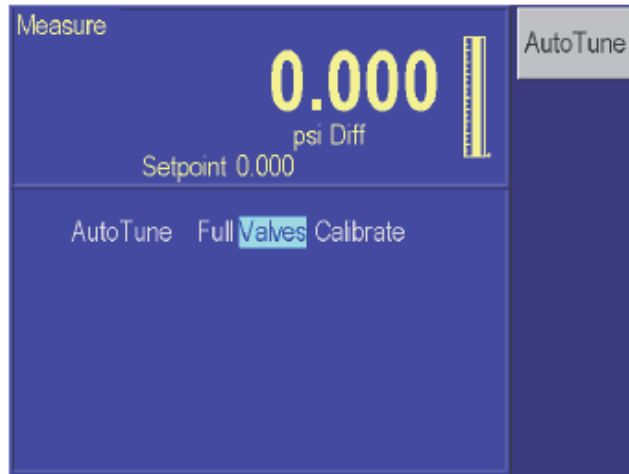 Measure
AutoTune
0.000
psi Diff
Setpoint 0.000
AutoTune Full Valves Calibrate